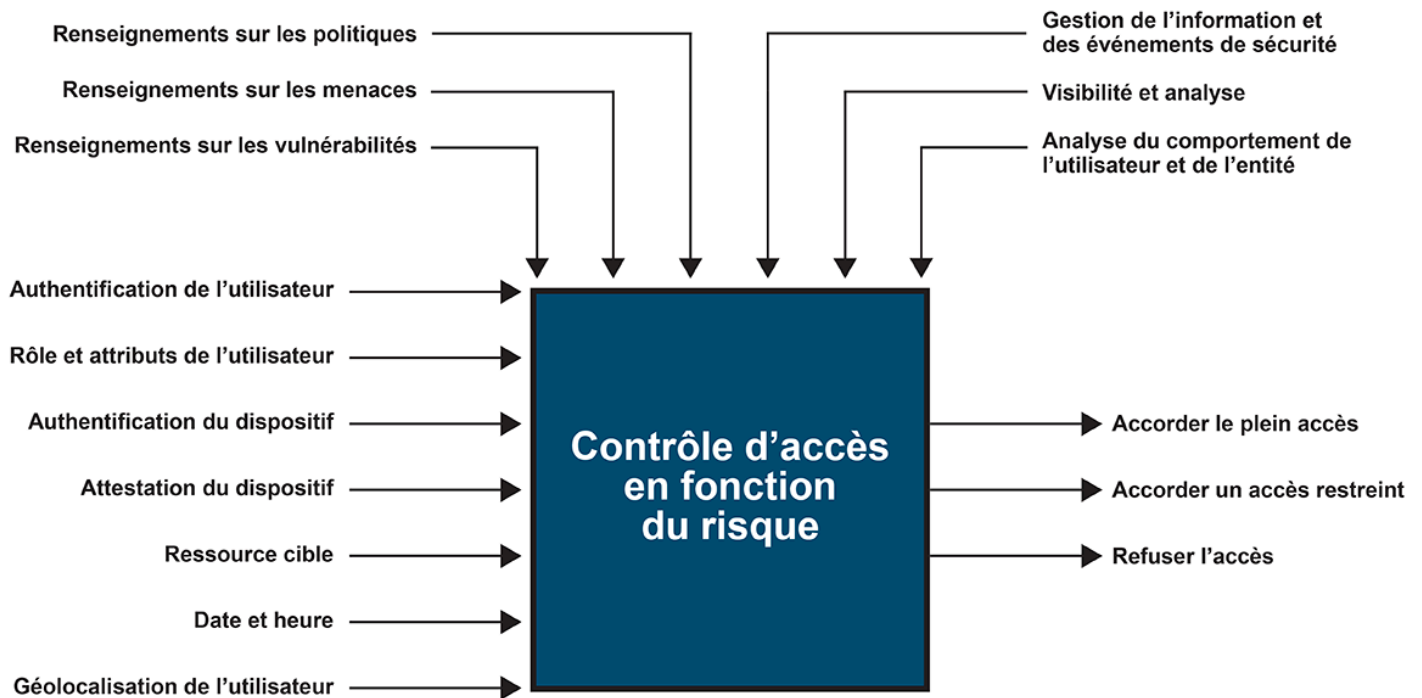 Renseignements sur les politiques
Renseignements sur les menaces
Renseignements sur les vulnérabilités
Gestion de l’information et
des événements de sécurité
Visibilité et analyse
Analyse du comportement de
l’utilisateur et de l’entité
Authentification de l’utilisateur
Rôle et attributs de l’utilisateur
Authentification du dispositif
Attestation du dispositif
Ressource cible
Date et heure
Géolocalisation de l’utilisateur
Contrôle d’accès
en fonction
du risque
Accorder le plein accès
Accorder un accès restreint
Refuser l’accès